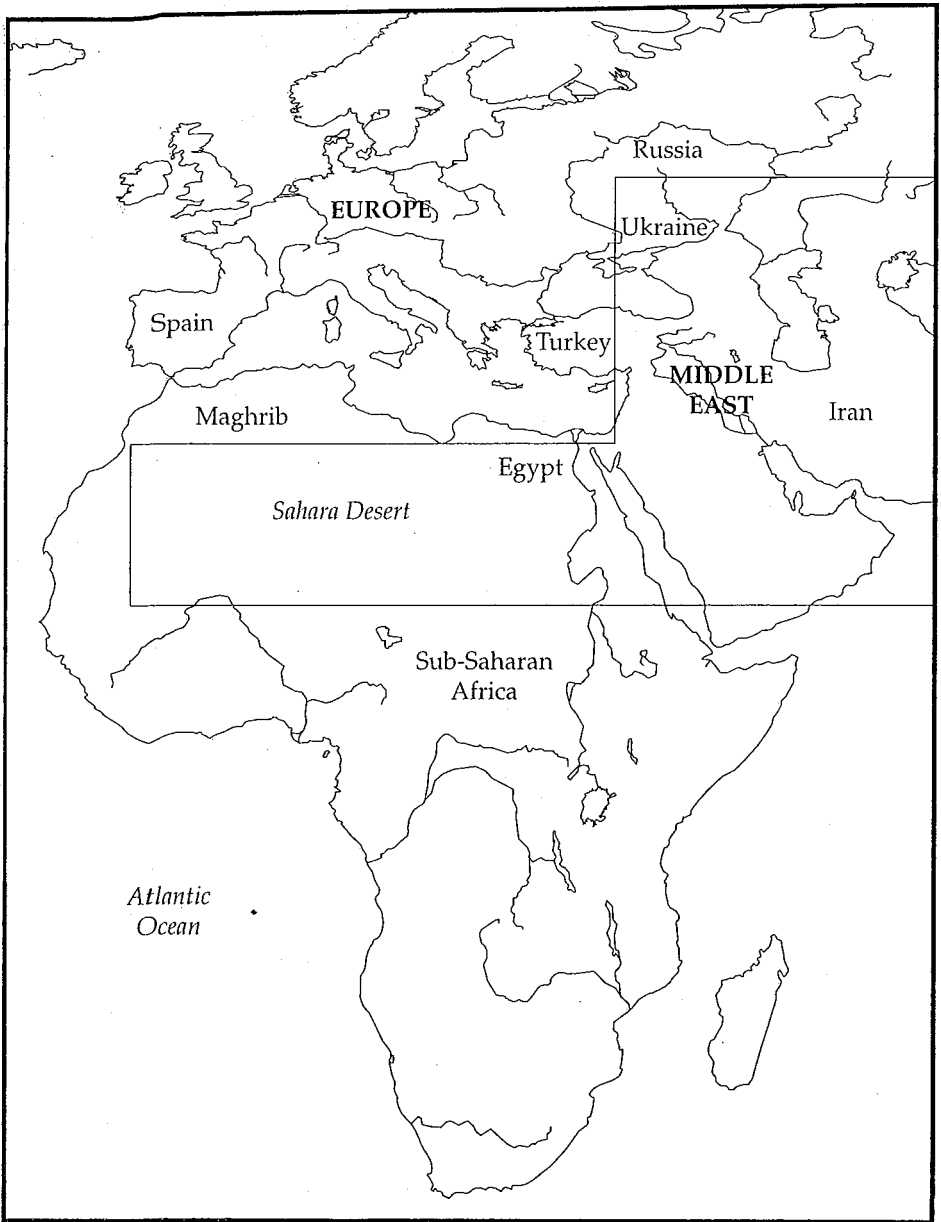 Russia
EUROPE
Ukraine
Spain
Turkey
MIDDLE
EAST
Iran
Maghrib
Egypt
Sahara Desert
Sub-Saharan
Africa
Atlantic
Ocean